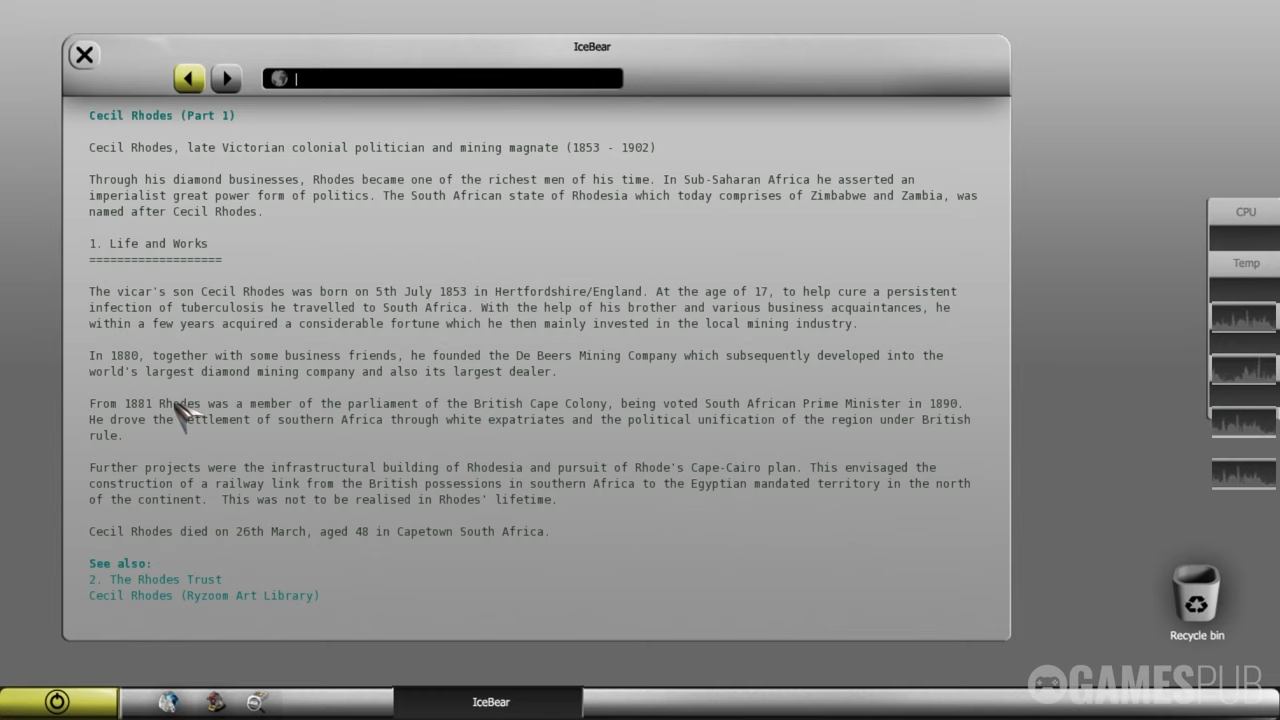 IceBear
Cecil Rhodes (Part 1)
Cecil Rhodes, late Victorian colonial politician and mining magnate (1853 - 1902)
Through his diamond businesses, Rhodes became one of the richest men of his time. In Sub-Saharan Africa he asserted an
imperialist great power form of politics. The South African state of Rhodesia which today comprises of Zimbabwe and Zambia, was
named after Cecil Rhodes.
1. Life and Works
===================
The vicar's son Cecil Rhodes was born on 5th July 1853 in Hertfordshire/England. At the age of 17, to help cure a persistent
infection of tuberculosis he travelled to South Africa. With the help of his brother and various business acquaintances, he
within a few years acquired a considerable fortune which he then mainly invested in the local mining industry.
In 1880, together with some business friends, he founded the De Beers Mining Company which subsequently developed into the
world's largest diamond mining company and also its largest dealer.
From 1881 Rhodes was a member of the parliament of the British Cape Colony, being voted South African Prime Minister in 1890.
He drove the settlement of southern Africa through white expatriates and the political unification of the region under British
rule.
Further projects were the infrastructural building of Rhodesia and pursuit of Rhode's Cape-Cairo plan. This envisaged the
construction of a railway link from the British possessions in southern Africa to the Egyptian mandated territory in the north
of the continent.  This was not to be realised in Rhodes' lifetime.
Cecil Rhodes died on 26th March, aged 48 in Capetown South Africa.
See also:
2. The Rhodes Trust
Cecil Rhodes (Ryzoom Art Library)
CPU
Temp
Recycle bin
IceBear
GAMESPUB